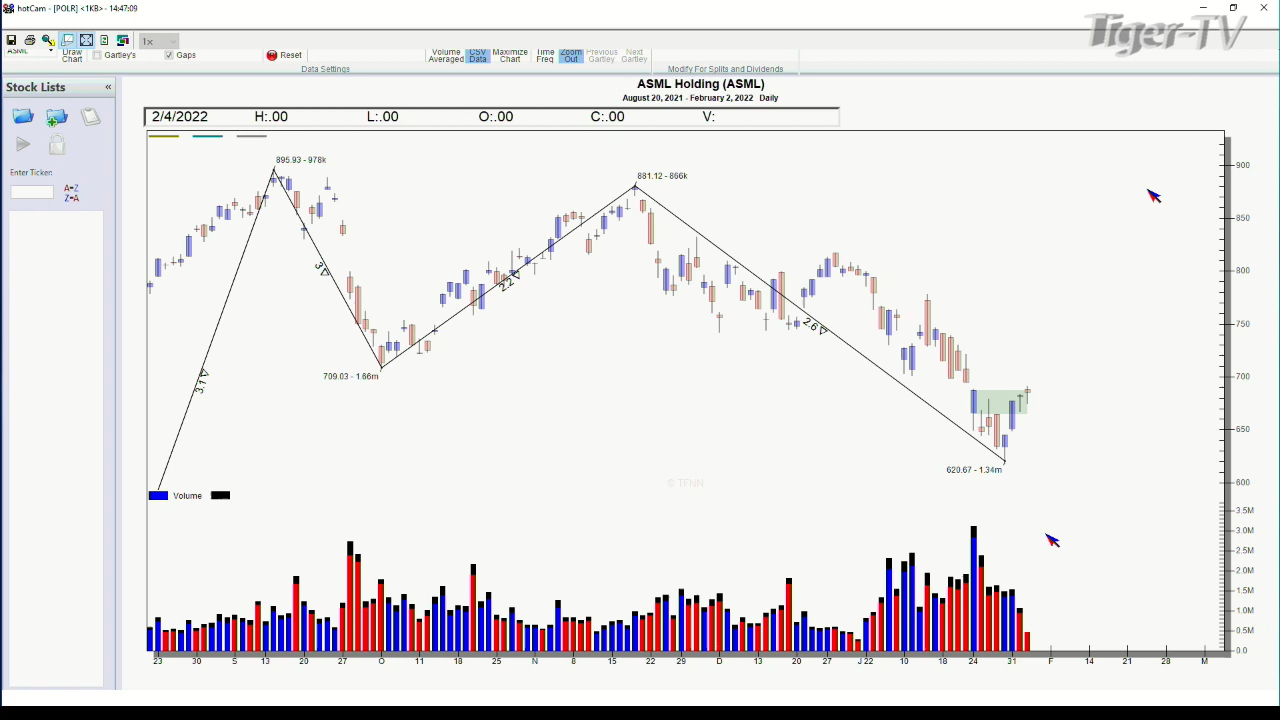 hotCam - [POLR] <1KB> - 14:47:09
Tiger-TV
1x
ASML
Draw Chart
Gartley's
Gaps
Reset
Volume Averaged
CSV Data
Maximize Chart
Time Freq
Zoom Out
Previous Gartley
Next Gartley
Data Settings
Modify For Splits and Dividends
Stock Lists «
Enter Ticker:
A=Z
Z=A
ASML Holding (ASML)
August 20, 2021 - February 2, 2022 Daily
2/4/2022 H:.00 L:.00 O:.00 C:.00 V:
895.93 - 978k
881.12 - 866k
3
2.2
2.6
3.1
709.03 - 1.66m
620.67 - 1.34m
900
850
800
750
700
650
600
© TFNN
Volume
3.5M
3.0M
2.5M
2.0M
1.5M
1.0M
0.5M
0.0
23 30 5 13 20 27 O 11 18 25 N 8 15 22 29 D 13 20 27 J 22 10 18 24 31 F 14 21 28 M